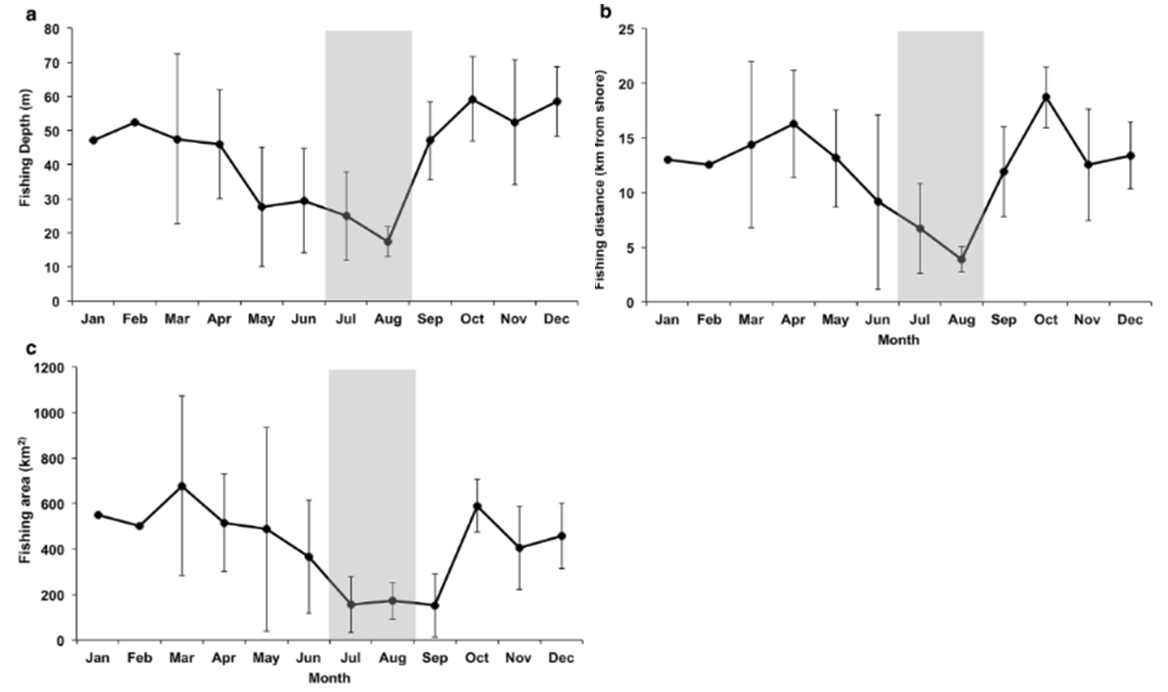 a
80
70
60
50
40
30
20
10
0
Fishing Depth (m)
Jan Feb Mar Apr May Jun Jul Aug Sep Oct Nov Dec
b
25
20
15
10
5
0
Fishing distance (km from shore)
Jan Feb Mar Apr May Jun Jul Aug Sep Oct Nov Dec
Month
c
1200
1000
800
600
400
200
0
Fishing area (km²)
Jan Feb Mar Apr May Jun Jul Aug Sep Oct Nov Dec
Month